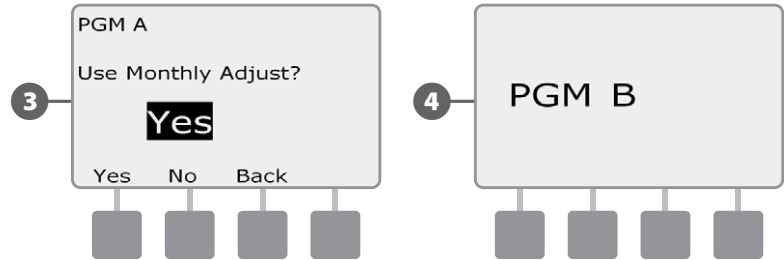 PGM A
Use Monthly Adjust?
3
Yes
Yes No Back
4
PGM B